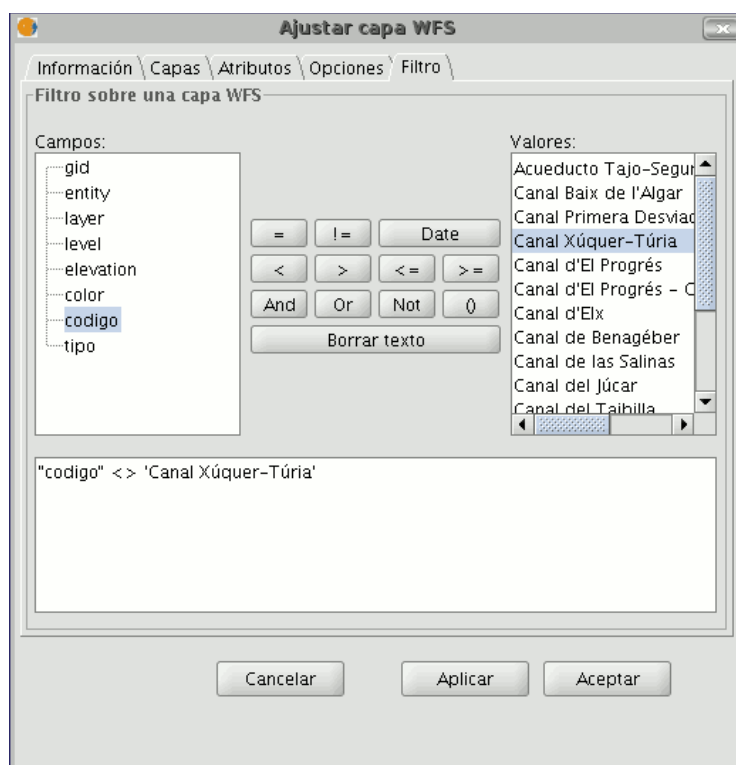 Ajustar capa WFS
Información Capas Atributos Opciones Filtro
Filtro sobre una capa WFS
Campos:
gid
entity
layer
level
elevation
color
codigo
tipo
= != Date
< > <= >=
And Or Not ()
Borrar texto
Valores:
Acueducto Tajo-Segur
Canal Baix de l'Algar
Canal Primera Desviac
Canal Xúquer-Túria
Canal d'El Progrés
Canal d'El Progrés - C
Canal d'Elx
Canal de Benagéber
Canal de las Salinas
Canal del Júcar
Canal del Taibilla
"codigo" <> 'Canal Xúquer-Túria'
Cancelar Aplicar Aceptar